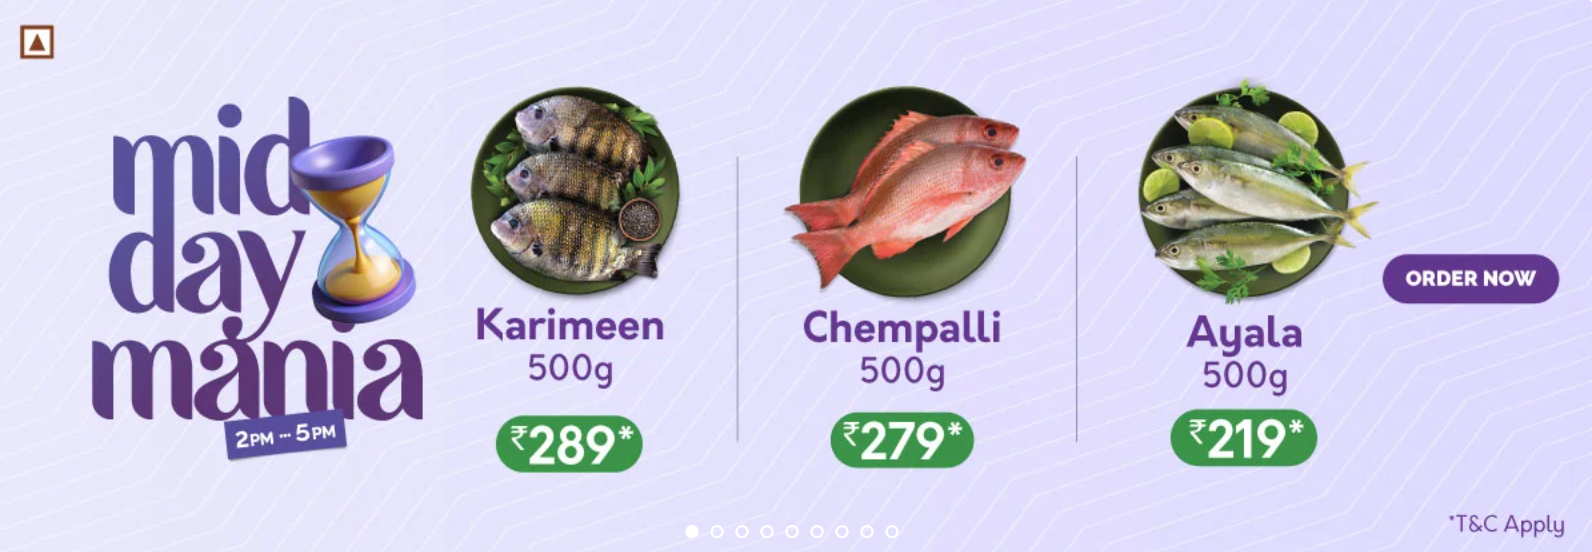 mid
day
mania
2PM --- 5PM
Karimeen
500g
₹289*
Chempalli
500g
₹279*
Ayala
500g
₹219*
ORDER NOW
*T&C Apply